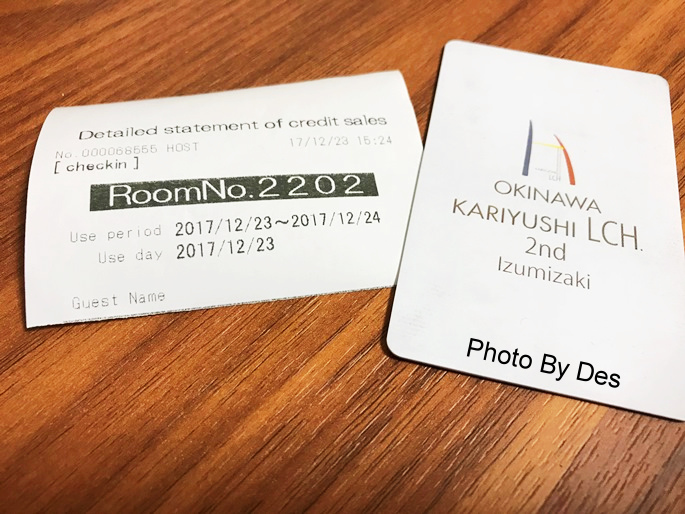 Detailed statement of credit sales
No.000068555 HOST 17/12/23 15:24
[ checkin ]
RoomNo.2202
Use period 2017/12/23～2017/12/24
Use day 2017/12/23
Guest Name
OKINAWA
KARIYUSHI LCH.
2nd
Izumizaki
Photo By Des